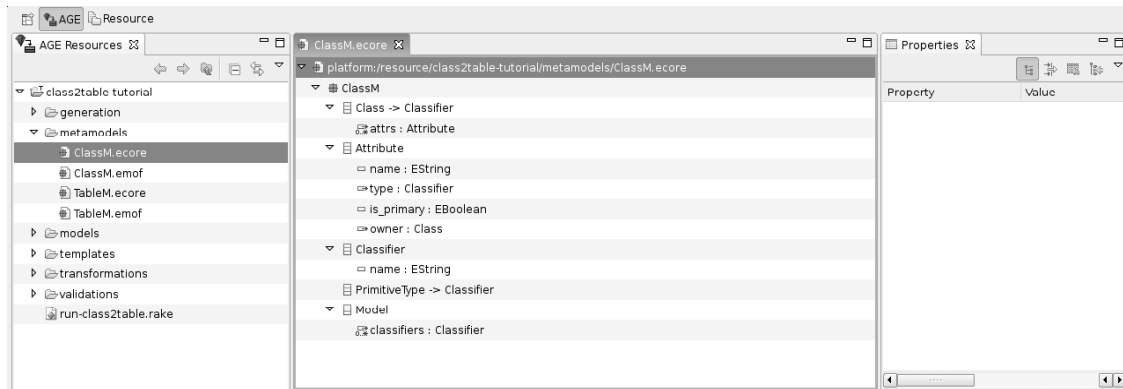 AGE Resource
AGE Resources
class2table tutorial
generation
metamodels
ClassM.ecore
ClassM.emof
TableM.ecore
TableM.emof
models
templates
transformations
validations
run-class2table.rake
ClassM.ecore
platform:/resource/class2table-tutorial/metamodels/ClassM.ecore
ClassM
Class -> Classifier
attrs : Attribute
Attribute
name : EString
type : Classifier
is_primary : EBoolean
owner : Class
Classifier
name : EString
PrimitiveType -> Classifier
Model
classifiers : Classifier
Properties
Property Value